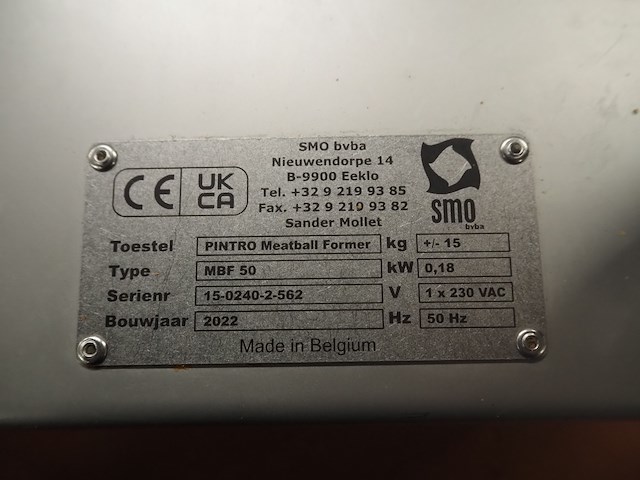 SMO bvba
Nieuwendorpe 14
B-9900 Eeklo
Tel. +32 9 219 93 85
Fax. +32 9 210 93 82
Sander Mollet
CE
UK
CA
smo
bvba
Toestel PINTRO Meatball Former kg +/- 15
Type MBF 50 kW 0,18
Serienr 15-0240-2-562 V 1 x 230 VAC
Bouwjaar 2022 Hz 50 Hz
Made in Belgium